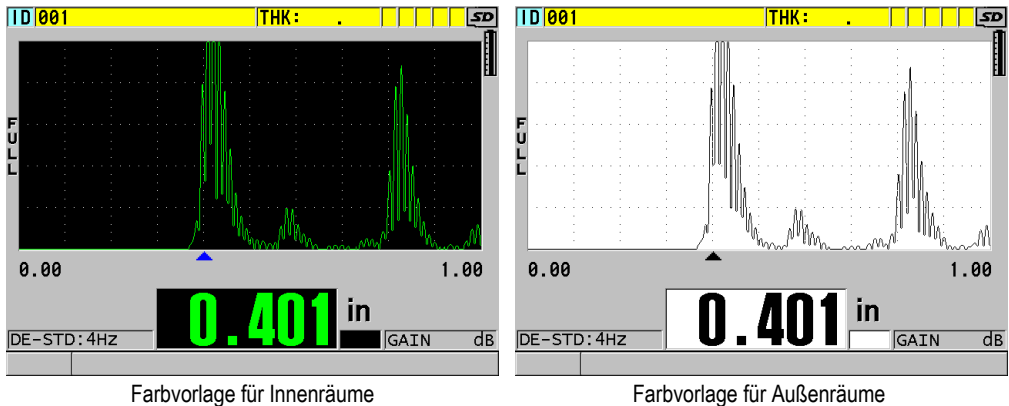 ID 001 THK: . SD
FULL
0.00 1.00
0.401 in
DE-STD:4Hz GAIN dB
Farbvorlage für Innenräume
ID 001 THK: . SD
FULL
0.00 1.00
0.401 in
DE-STD:4Hz GAIN dB
Farbvorlage für Außenräume